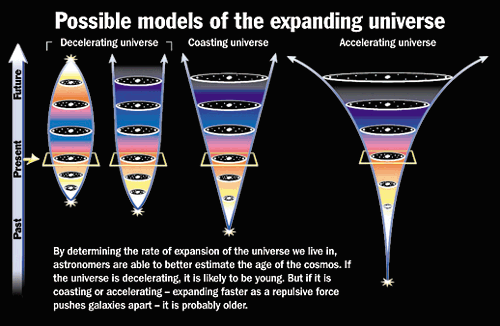 Possible models of the expanding universe
Decelerating universe
Coasting universe
Accelerating universe
Future
Present
Past
By determining the rate of expansion of the universe we live in,
astronomers are able to better estimate the age of the cosmos. If
the universe is decelerating, it is likely to be young. But if it is
coasting or accelerating – expanding faster as a repulsive force
pushes galaxies apart – it is probably older.